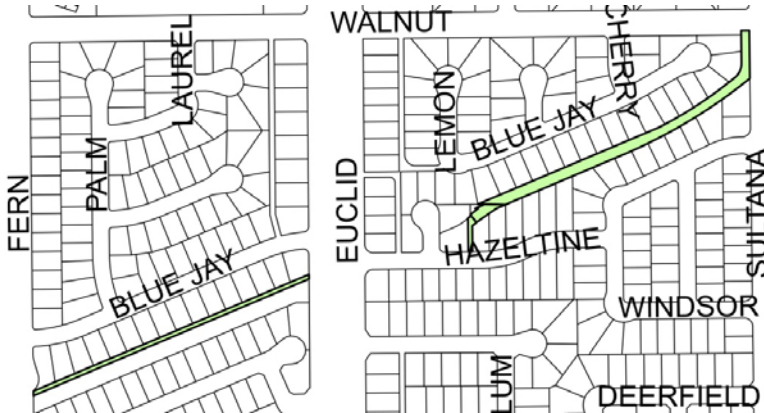 WALNUT
LAUREL
CHERRY
LEMON
BLUE JAY
PALM
FERN
EUCLID
SULTANA
HAZELTINE
BLUE JAY
WINDSOR
LUM
DEERFIELD